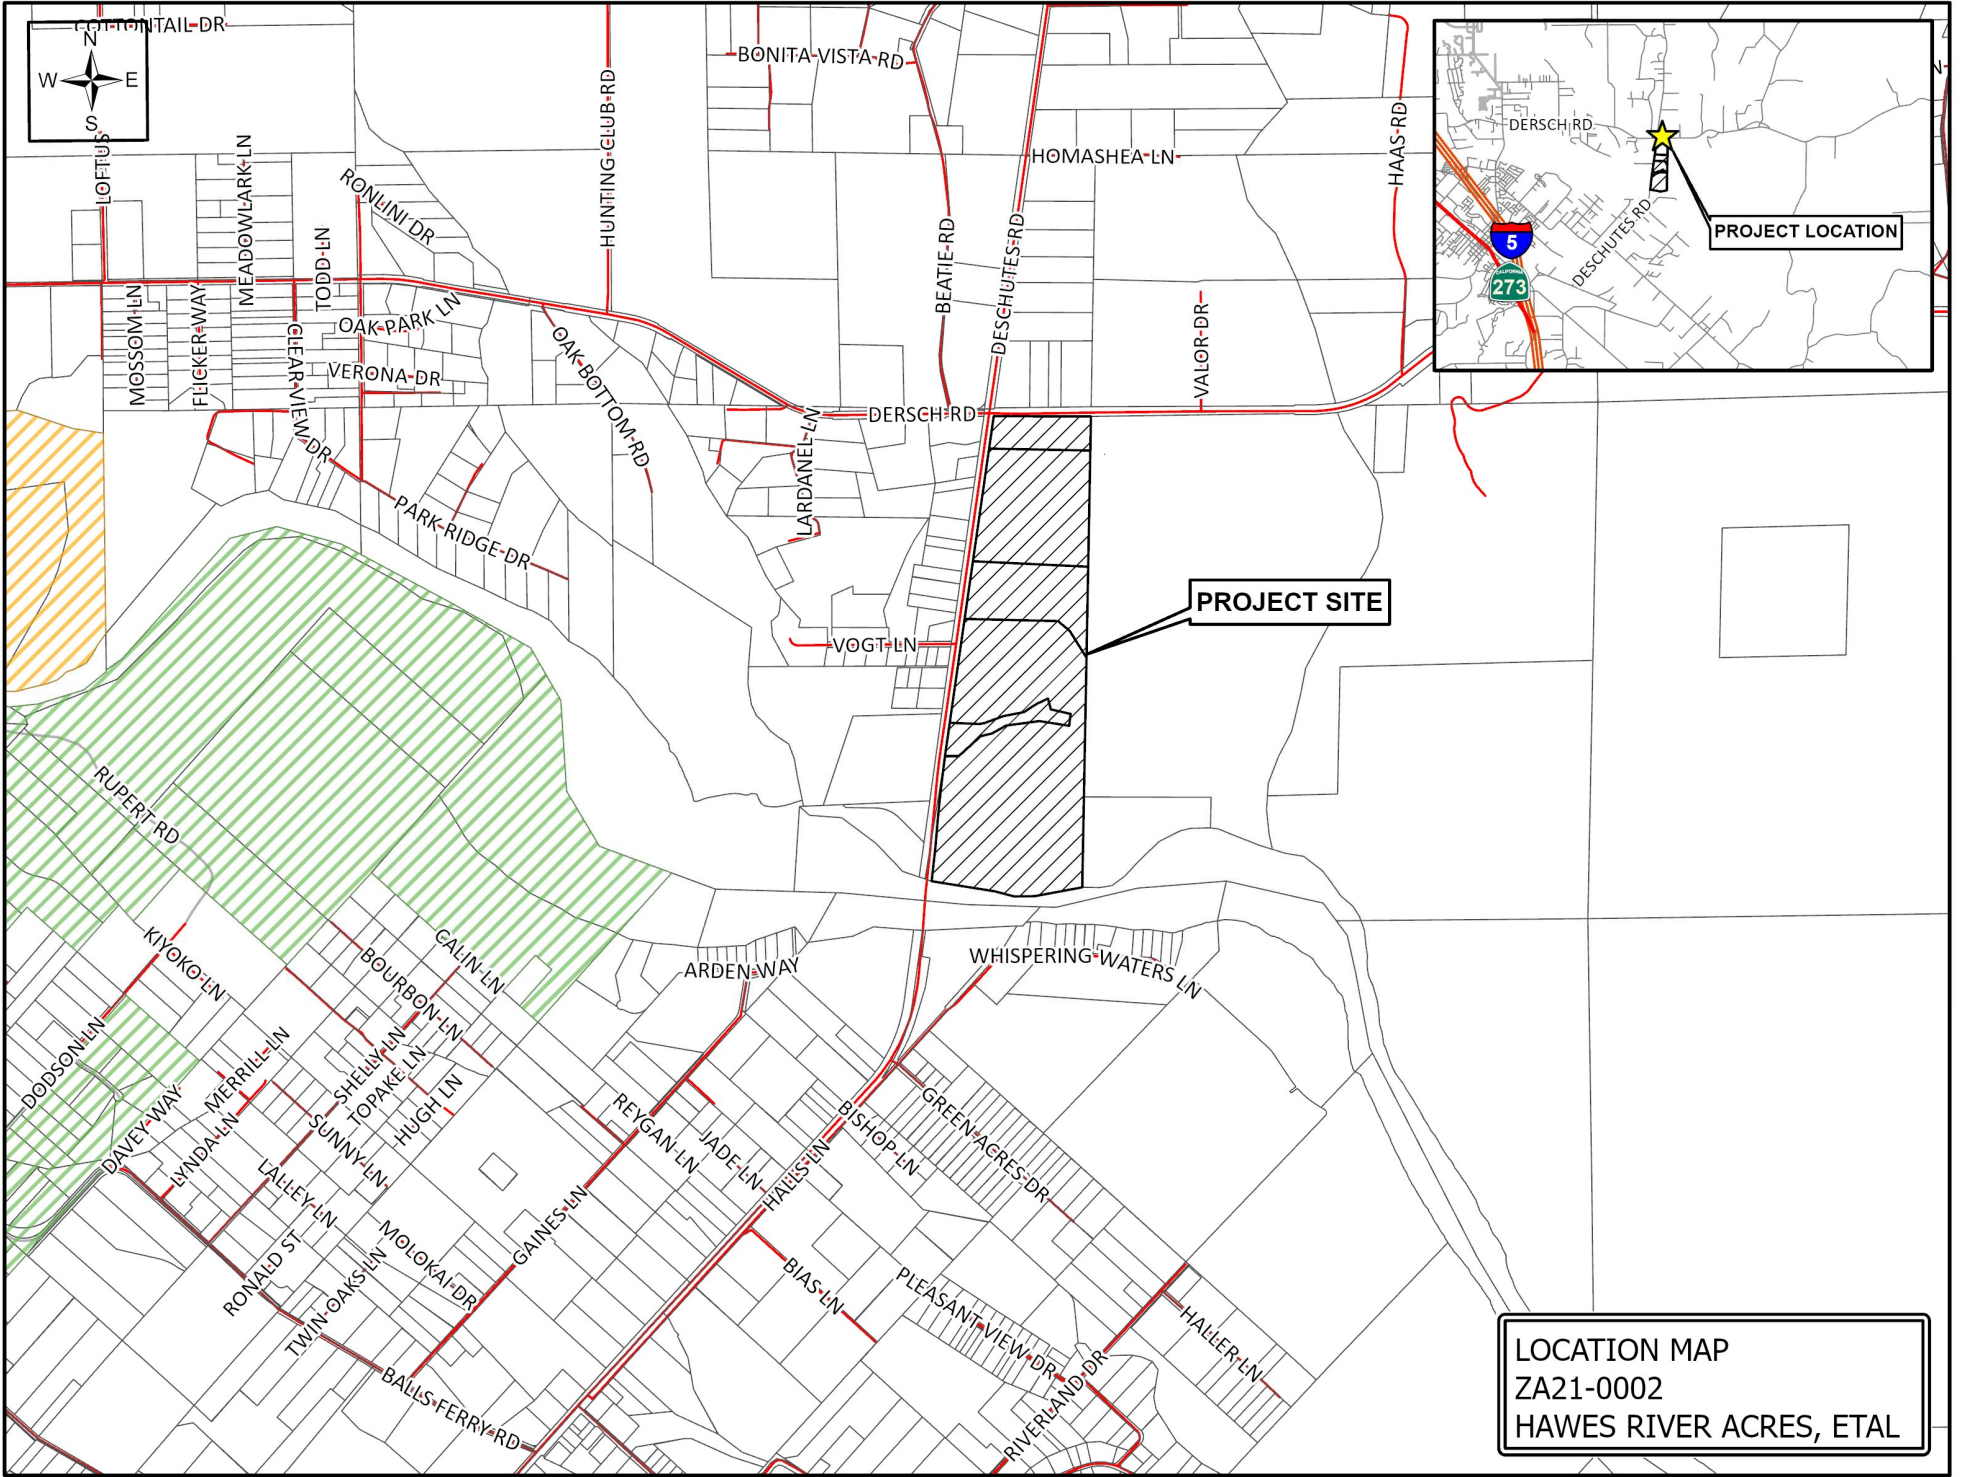 COTTONTAIL DR
N
W E
S
LOFTUS
MEADOWLARK LN
TODD LN
RONLINI DR
HUNTING CLUB RD
BONITA VISTA RD
BEATIE RD
DESCHUTES RD
HOMASHEA LN
HAAS RD
VALOR DR
DERSCH RD
DESCHUTES RD
5
CALIFORNIA
273
PROJECT LOCATION
MOSSOM LN
FLICKER WAY
CLEAR VIEW DR
OAK PARK LN
VERONA DR
OAK BOTTOM RD
LARDANEL LN
DERSCH RD
PARK RIDGE DR
VOGT LN
PROJECT SITE
RUPERT RD
KIYOKO LN
BOURBON LN
CALIN LN
ARDEN WAY
WHISPERING WATERS LN
DODSON LN
DAVEY WAY
MERRILL LN
LYNDA LN
SHELLY LN
TOPAKE LN
HUGH LN
SUNNY LN
LALLEY LN
RONALD ST
TWIN OAKS LN
MOLOKAI DR
GAINES LN
REYGAN LN
JADE LN
HALLS LN
BISHOP LN
GREEN ACRES DR
BIAS LN
PLEASANT VIEW DR
RIVERLAND DR
HALLER LN
BALLS FERRY RD
LOCATION MAP
ZA21-0002
HAWES RIVER ACRES, ETAL